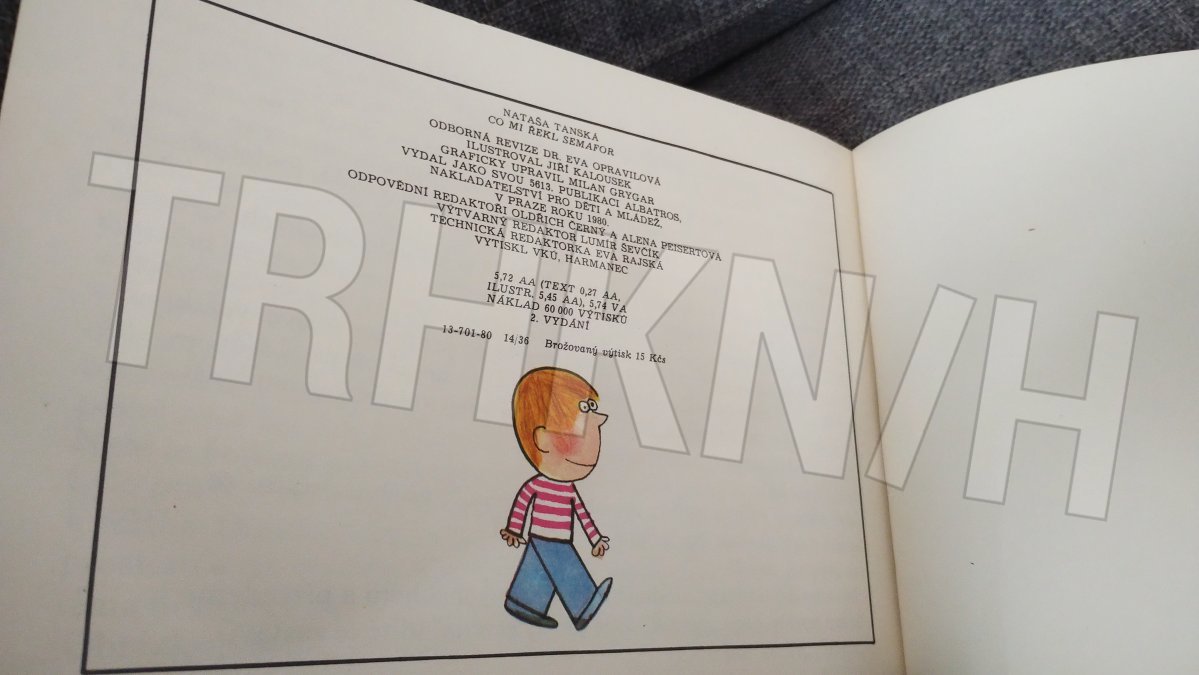 NATAŠA TANSKÁ
CO MI ŘEKL SEMAFOR
ODBORNÁ REVIZE DR. EVA OPRAVILOVÁ
ILUSTROVAL JIŘÍ KALOUSEK
GRAFICKY UPRAVIL MILAN GRYGAR
VYDAL JAKO SVOU 5613. PUBLIKACI ALBATROS,
NAKLADATELSTVÍ PRO DĚTI A MLÁDEŽ,
V PRAZE ROKU 1980.
ODPOVĚDNÍ REDAKTOŘI OLDŘICH ČERNÝ A ALENA PEISERTOVÁ
VÝTVARNÝ REDAKTOR LUMÍR ŠEVČÍK
TECHNICKÁ REDAKTORKA EVA RAJSKÁ
VYTISKL VKÚ, HARMANEC
5,72 AA (TEXT 0,27 AA,
ILUSTR. 5,45 AA), 5,74 VA
NÁKLAD 60 000 VÝTISKŮ
2. VYDÁNÍ
13-701-80 14/36 Brožovaný výtisk 15 Kčs
TRHKNIH